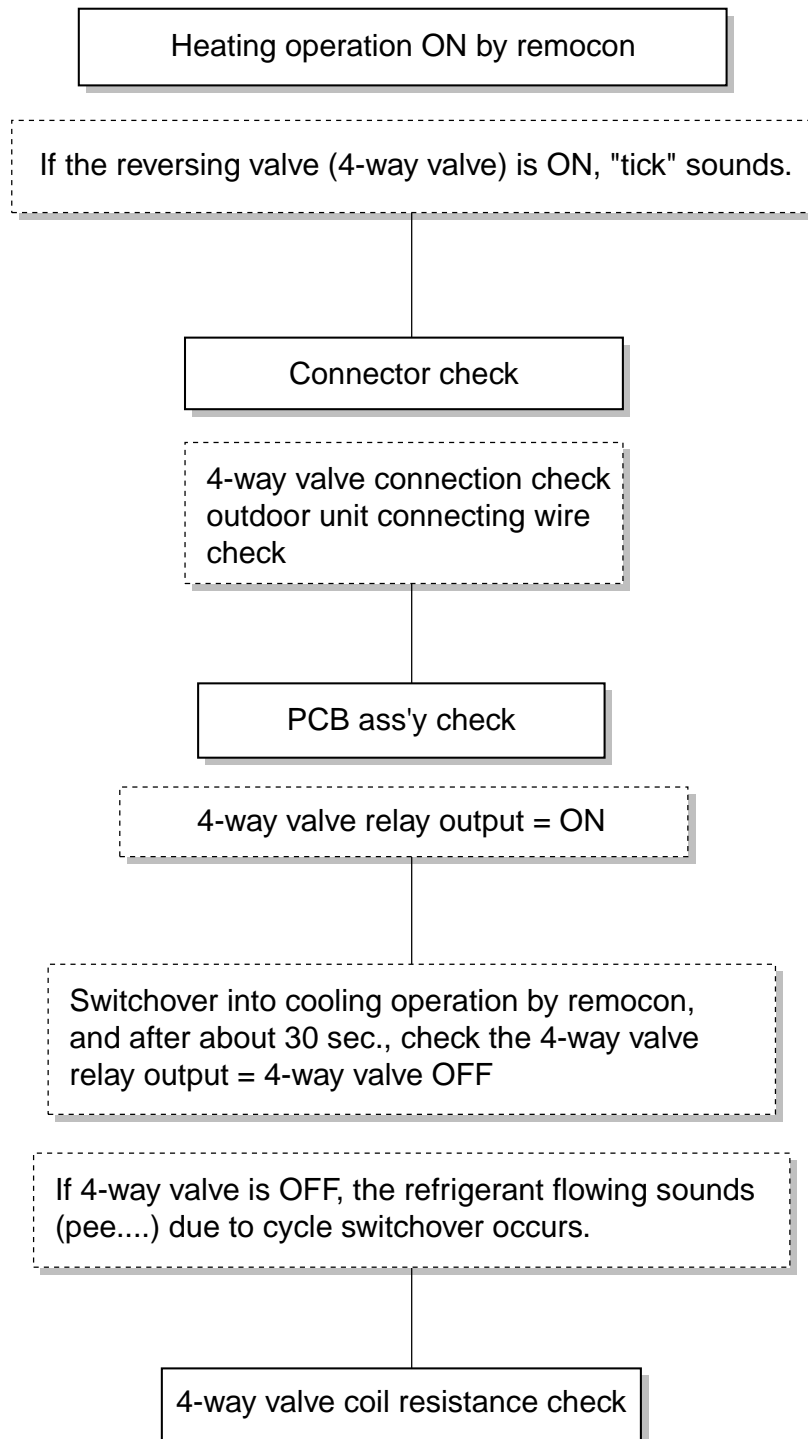 Heating operation ON by remocon
If the reversing valve (4-way valve) is ON, "tick" sounds.
Connector check
4-way valve connection check
outdoor unit connecting wire
check
PCB ass'y check
4-way valve relay output = ON
Switchover into cooling operation by remocon,
and after about 30 sec., check the 4-way valve
relay output = 4-way valve OFF
If 4-way valve is OFF, the refrigerant flowing sounds
(pee....) due to cycle switchover occurs.
4-way valve coil resistance check